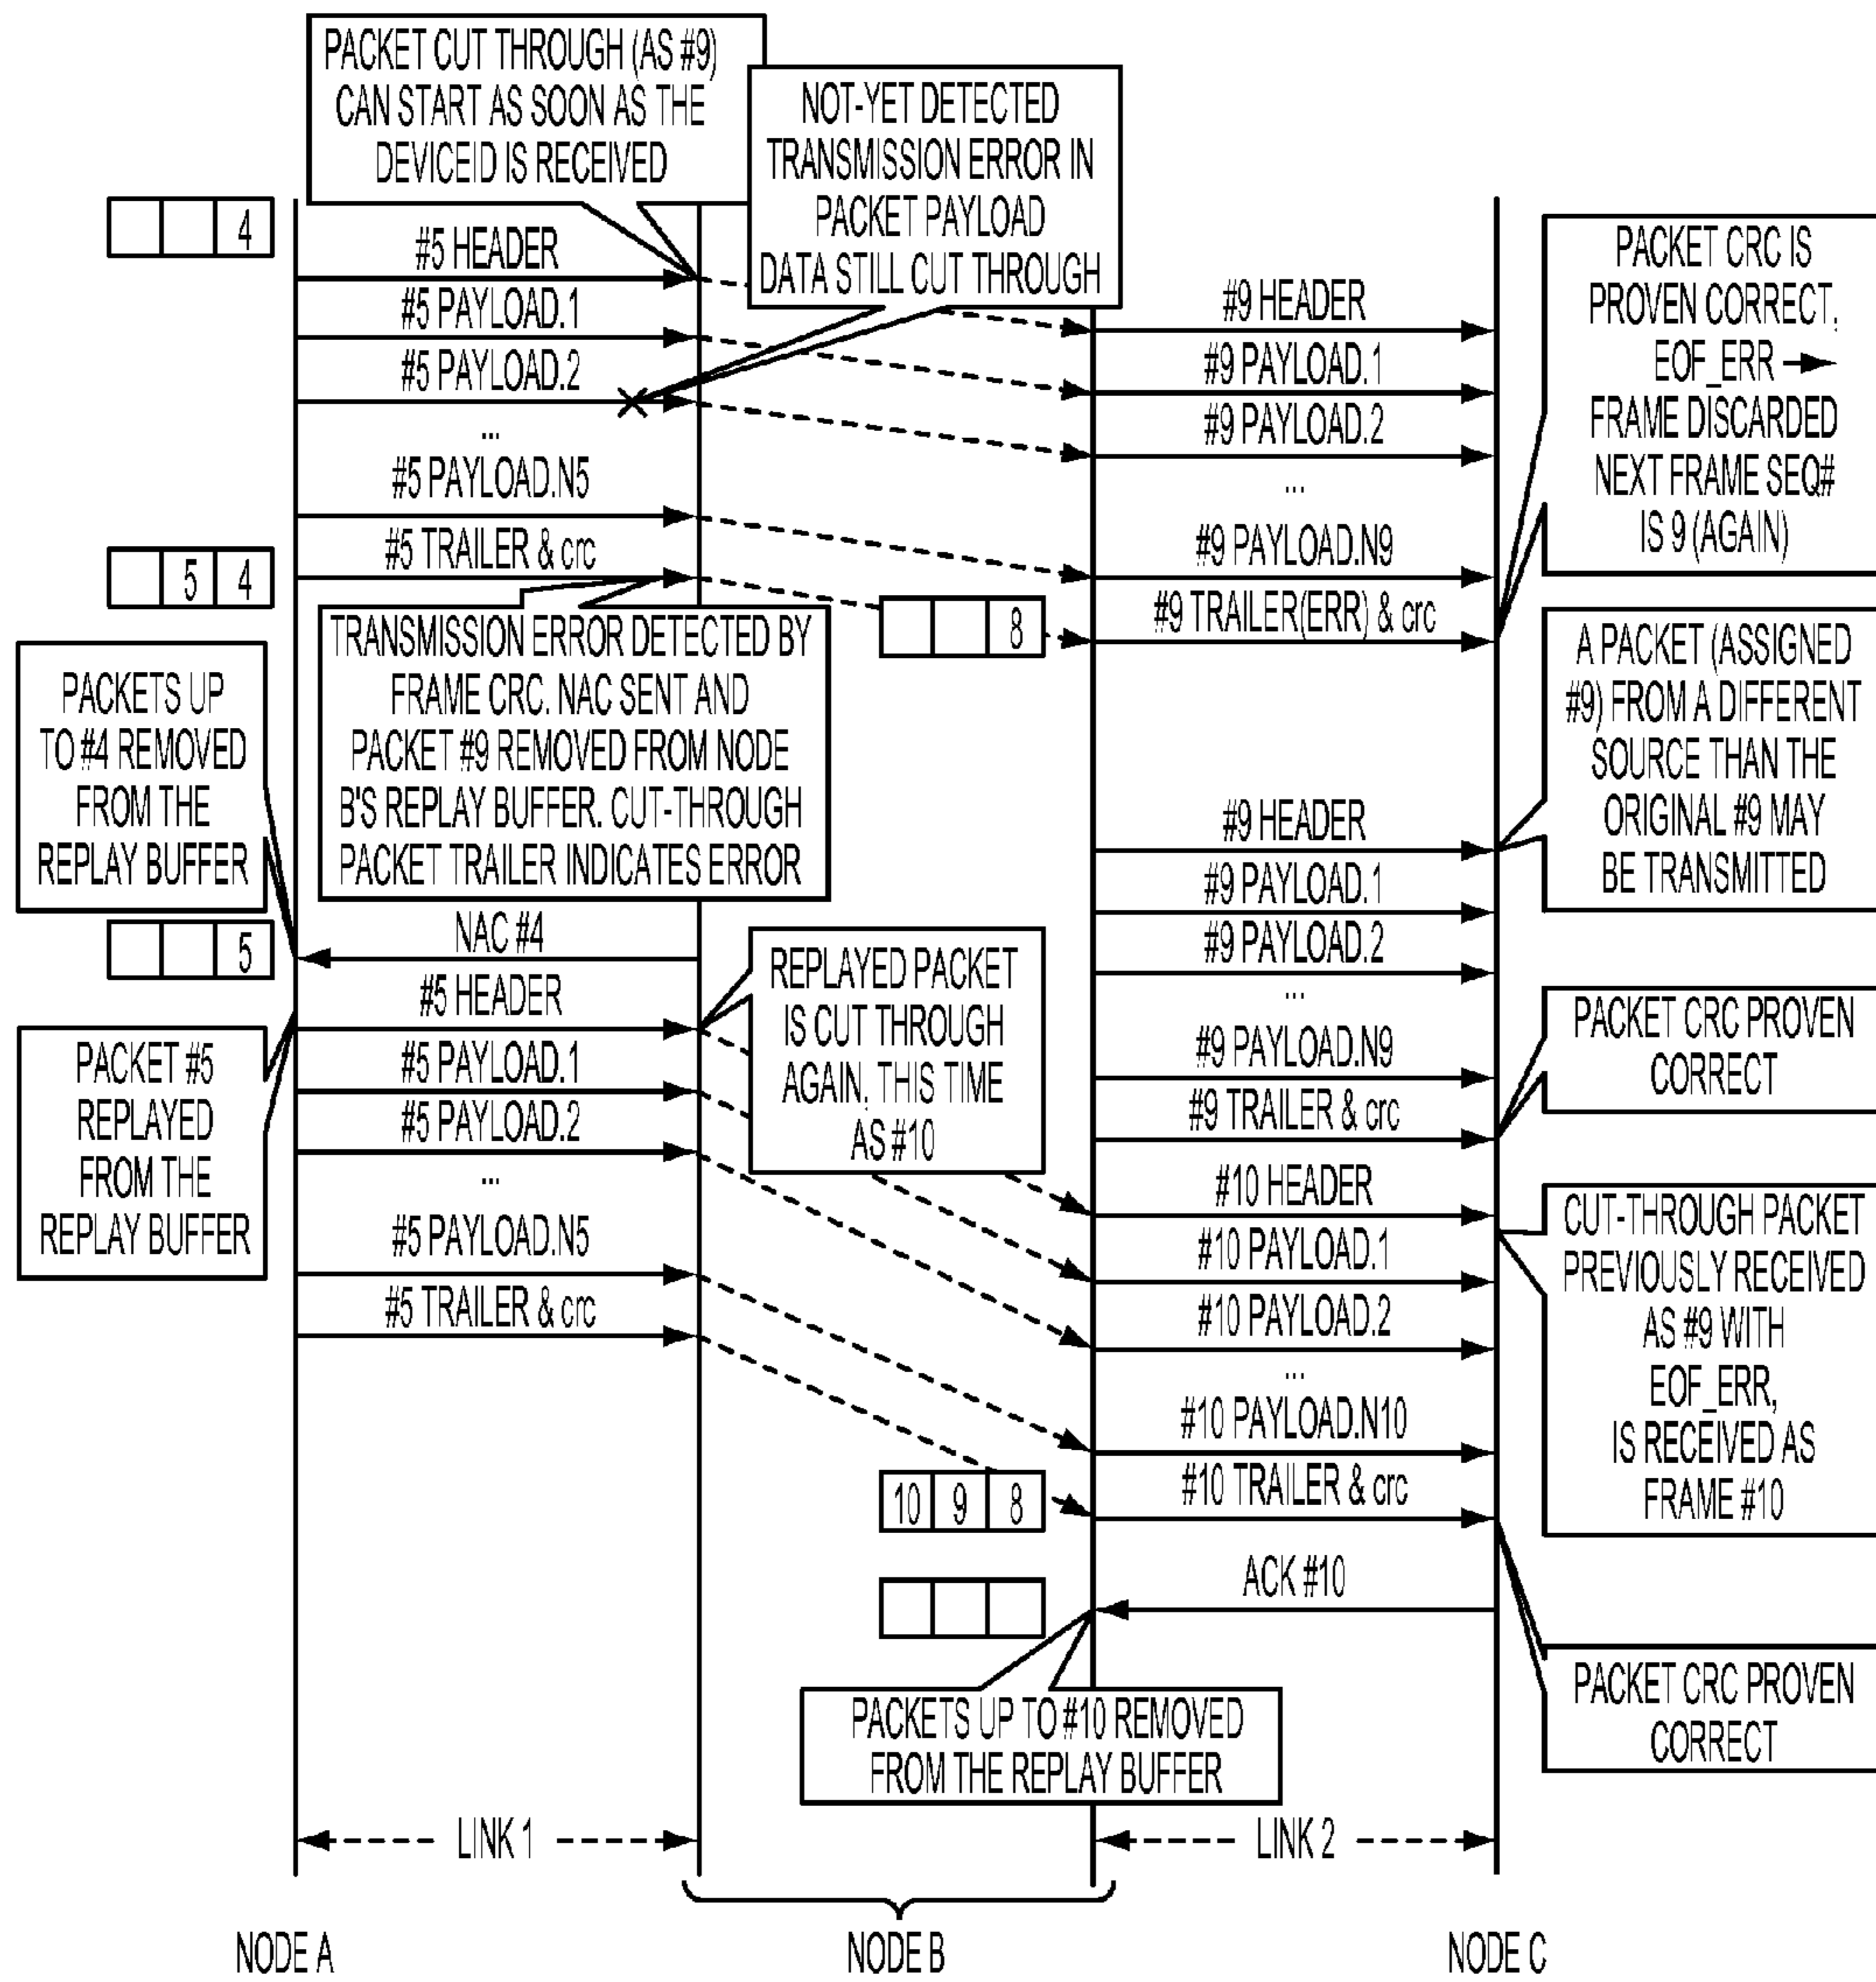 PACKET CUT THROUGH (AS #9)
CAN START AS SOON AS THE
DEVICEID IS RECEIVED
NOT-YET DETECTED
TRANSMISSION ERROR IN
PACKET PAYLOAD
DATA STILL CUT THROUGH
4
#5 HEADER
#5 PAYLOAD.1
#5 PAYLOAD.2
...
#5 PAYLOAD.N5
#5 TRAILER & crc
5 4
#9 HEADER
#9 PAYLOAD.1
#9 PAYLOAD.2
...
#9 PAYLOAD.N9
#9 TRAILER(ERR) & crc
8
PACKET CRC IS
PROVEN CORRECT,
EOF_ERR
FRAME DISCARDED
NEXT FRAME SEQ#
IS 9 (AGAIN)
TRANSMISSION ERROR DETECTED BY
FRAME CRC. NAC SENT AND
PACKET #9 REMOVED FROM NODE
B'S REPLAY BUFFER. CUT-THROUGH
PACKET TRAILER INDICATES ERROR
PACKETS UP
TO #4 REMOVED
FROM THE
REPLAY BUFFER
A PACKET (ASSIGNED
#9) FROM A DIFFERENT
SOURCE THAN THE
ORIGINAL #9 MAY
BE TRANSMITTED
5
NAC #4
#5 HEADER
#5 PAYLOAD.1
#5 PAYLOAD.2
...
#5 PAYLOAD.N5
#5 TRAILER & crc
PACKET #5
REPLAYED
FROM THE
REPLAY BUFFER
REPLAYED PACKET
IS CUT THROUGH
AGAIN, THIS TIME
AS #10
#9 HEADER
#9 PAYLOAD.1
#9 PAYLOAD.2
...
#9 PAYLOAD.N9
#9 TRAILER & crc
PACKET CRC PROVEN
CORRECT
#10 HEADER
#10 PAYLOAD.1
#10 PAYLOAD.2
...
#10 PAYLOAD.N10
#10 TRAILER & crc
CUT-THROUGH PACKET
PREVIOUSLY RECEIVED
AS #9 WITH
EOF_ERR,
IS RECEIVED AS
FRAME #10
10 9 8
ACK #10
PACKET CRC PROVEN
CORRECT
PACKETS UP TO #10 REMOVED
FROM THE REPLAY BUFFER
LINK 1
LINK 2
NODE A
NODE B
NODE C